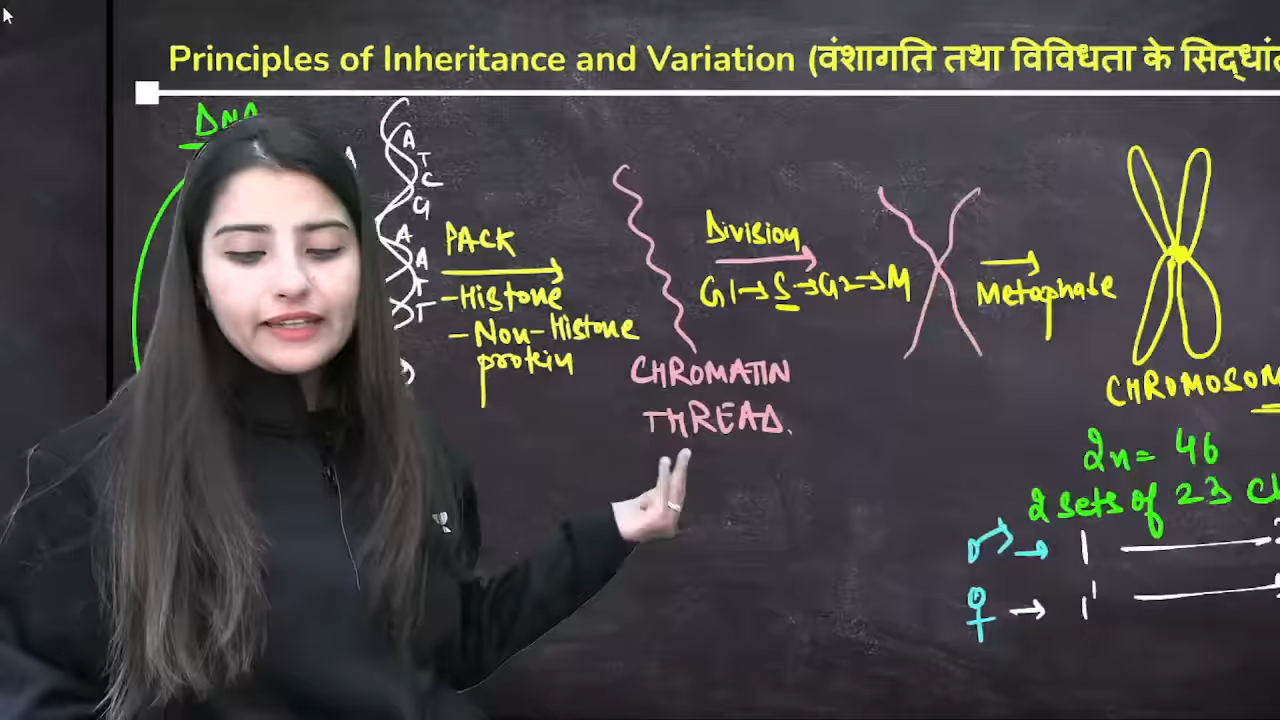 Principles of Inheritance and Variation (वंशागति तथा विविधता के सिद्धांत
DNA
A
T
C
G
A
A
T
T
PACK
-Histone
-Non-Histone
protein
CHROMATIN
THREAD.
Division
G1→S→G2→M
Metaphase
CHROMOSOM
2n= 46
2 sets of 23 Ch
♂→ 1
♀→ 1'